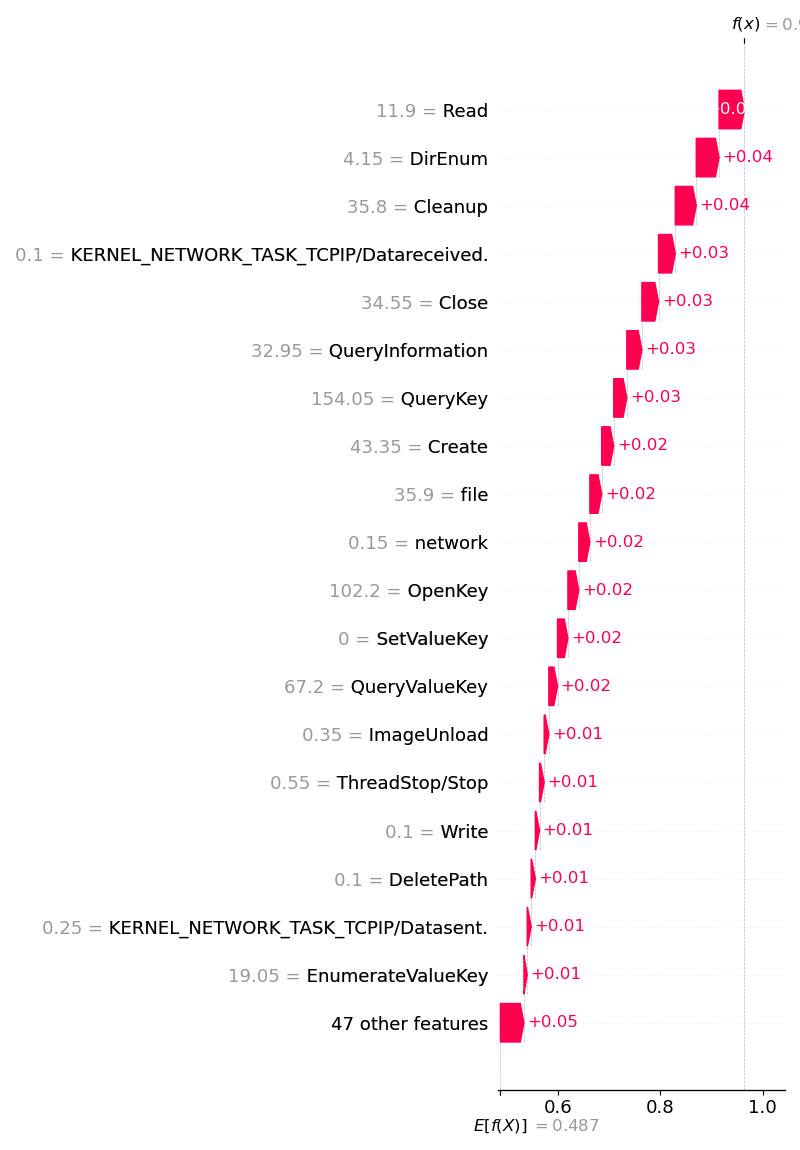 f(x) = 0.9
11.9 = Read
4.15 = DirEnum +0.04
35.8 = Cleanup +0.04
0.1 = KERNEL_NETWORK_TASK_TCPIP/Datareceived. +0.03
34.55 = Close +0.03
32.95 = QueryInformation +0.03
154.05 = QueryKey +0.03
43.35 = Create +0.02
35.9 = file +0.02
0.15 = network +0.02
102.2 = OpenKey +0.02
0 = SetValueKey +0.02
67.2 = QueryValueKey +0.02
0.35 = ImageUnload +0.01
0.55 = ThreadStop/Stop +0.01
0.1 = Write +0.01
0.1 = DeletePath +0.01
0.25 = KERNEL_NETWORK_TASK_TCPIP/Datasent. +0.01
19.05 = EnumerateValueKey +0.01
47 other features +0.05
0.6 0.8 1.0
E[f(X)] = 0.487